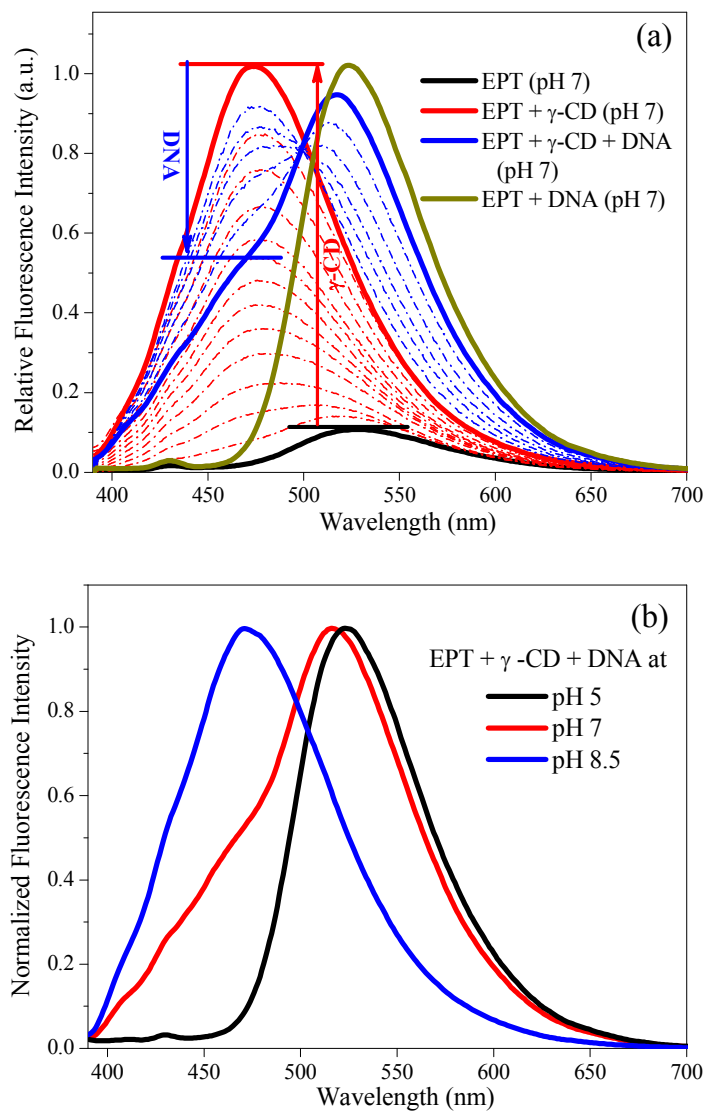 (a)
Relative Fluorescence Intensity (a.u.)
1.0
0.8
0.6
0.4
0.2
0.0
EPT (pH 7)
EPT + γ-CD (pH 7)
EPT + γ-CD + DNA
(pH 7)
EPT + DNA (pH 7)
DNA
γ-CD
400 450 500 550 600 650 700
Wavelength (nm)
(b)
Normalized Fluorescence Intensity
1.0
0.8
0.6
0.4
0.2
0.0
EPT + γ -CD + DNA at
pH 5
pH 7
pH 8.5
400 450 500 550 600 650 700
Wavelength (nm)